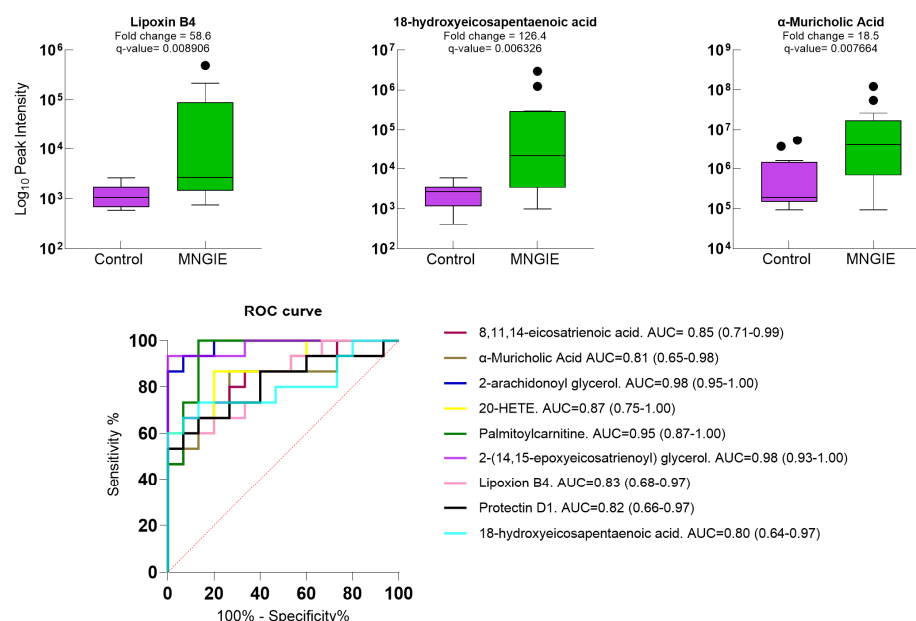 Lipoxin B4
Fold change = 58.6
q-value= 0.008906
Log10 Peak Intensity
10^6
10^5
10^4
10^3
10^2
Control MNGIE
18-hydroxyeicosapentaenoic acid
Fold change = 126.4
q-value= 0.006326
10^7
10^6
10^5
10^4
10^3
10^2
Control MNGIE
α-Muricholic Acid
Fold change = 18.5
q-value= 0.007664
10^9
10^8
10^7
10^6
10^5
10^4
Control MNGIE
ROC curve
Sensitivity %
100
80
60
40
20
0
0 20 40 60 80 100
100% - Specificity%
8,11,14-eicosatrienoic acid. AUC= 0.85 (0.71-0.99)
α-Muricholic Acid AUC=0.81 (0.65-0.98)
2-arachidonoyl glycerol. AUC=0.98 (0.95-1.00)
20-HETE. AUC=0.87 (0.75-1.00)
Palmitoylcarnitine. AUC=0.95 (0.87-1.00)
2-(14,15-epoxyeicosatrienoyl) glycerol. AUC=0.98 (0.93-1.00)
Lipoxion B4. AUC=0.83 (0.68-0.97)
Protectin D1. AUC=0.82 (0.66-0.97)
18-hydroxyeicosapentaenoic acid. AUC=0.80 (0.64-0.97)